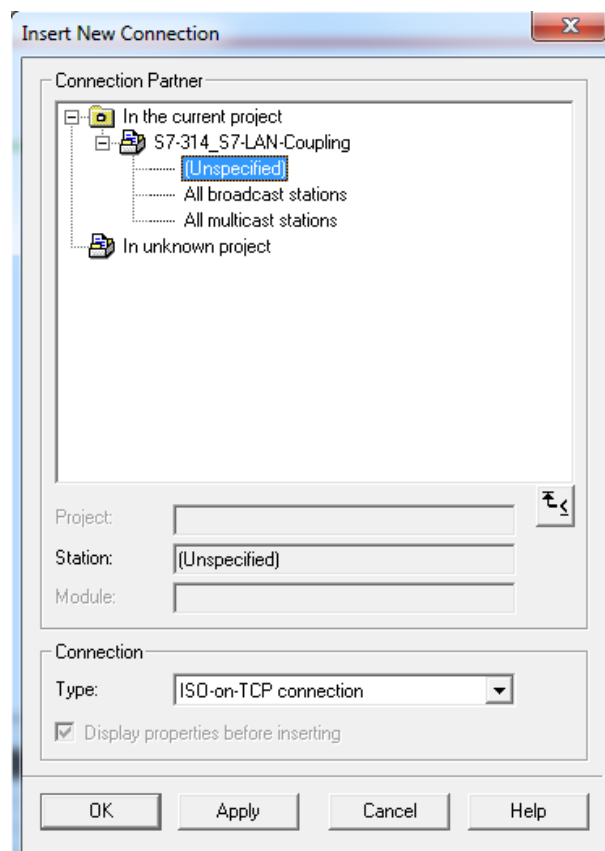 Insert New Connection
Connection Partner
In the current project
S7-314_S7-LAN-Coupling
(Unspecified)
All broadcast stations
All multicast stations
In unknown project
Project:
Station: (Unspecified)
Module:
Connection
Type: ISO-on-TCP connection
Display properties before inserting
OK Apply Cancel Help